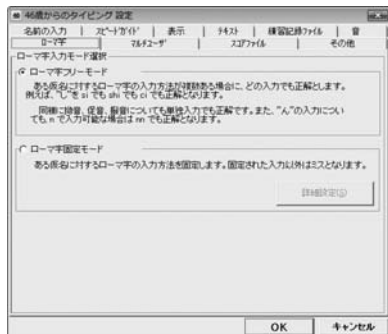 46歳からのタイピング 設定
名前の入力 スピードガイド 表示 テキスト 練習記録ファイル 音
ローマ字 マルチユーザ スコアファイル その他
ローマ字入力モード選択
ローマ字フリーモード
ある仮名に対するローマ字の入力方法が複数ある場合に、どの入力でも正解とします。
例えば、"し"を si でも shi でも ci でも正解となります。
同様に拗音、促音、撥音についても単独入力でも正解です。また、"ん"の入力につい
ても n で入力可能な場合は nn でも正解となります。
ローマ字固定モード
ある仮名に対するローマ字の入力方法を固定します。固定された入力以外はミスとなります。
詳細設定(S)
OK キャンセル